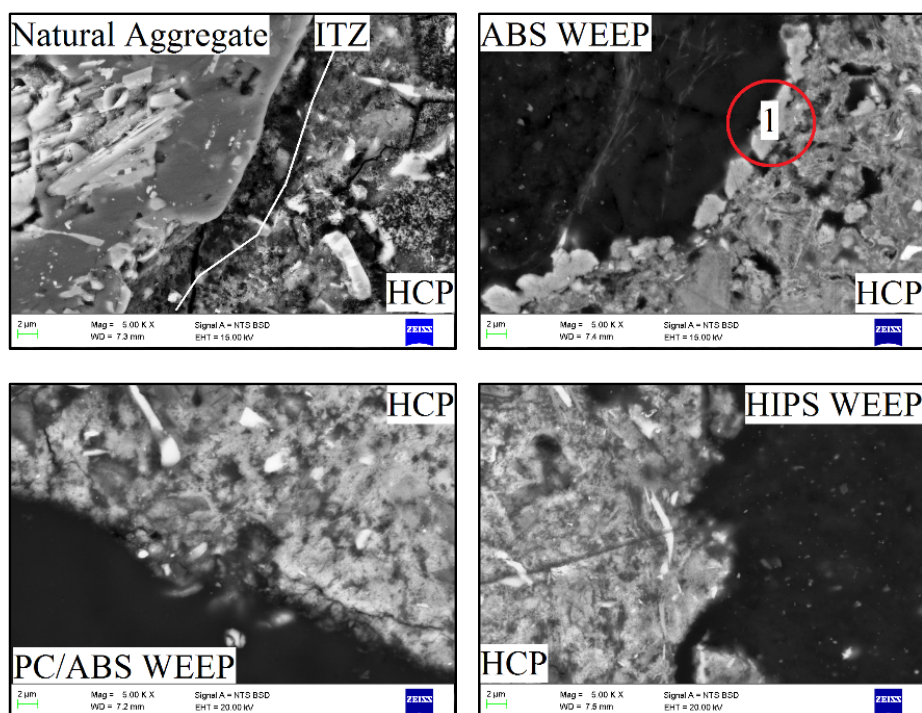 Natural Aggregate ITZ
HCP
2 µm Mag = 5.00 K X Signal A = NTS BSD ZEISS
WD = 7.3 mm EHT = 15.00 kV
ABS WEEP
1
HCP
2 µm Mag = 5.00 K X Signal A = NTS BSD ZEISS
WD = 7.4 mm EHT = 15.00 kV
HCP
PC/ABS WEEP
2 µm Mag = 5.00 K X Signal A = NTS BSD ZEISS
WD = 7.2 mm EHT = 20.00 kV
HIPS WEEP
HCP
2 µm Mag = 5.00 K X Signal A = NTS BSD ZEISS
WD = 7.5 mm EHT = 20.00 kV